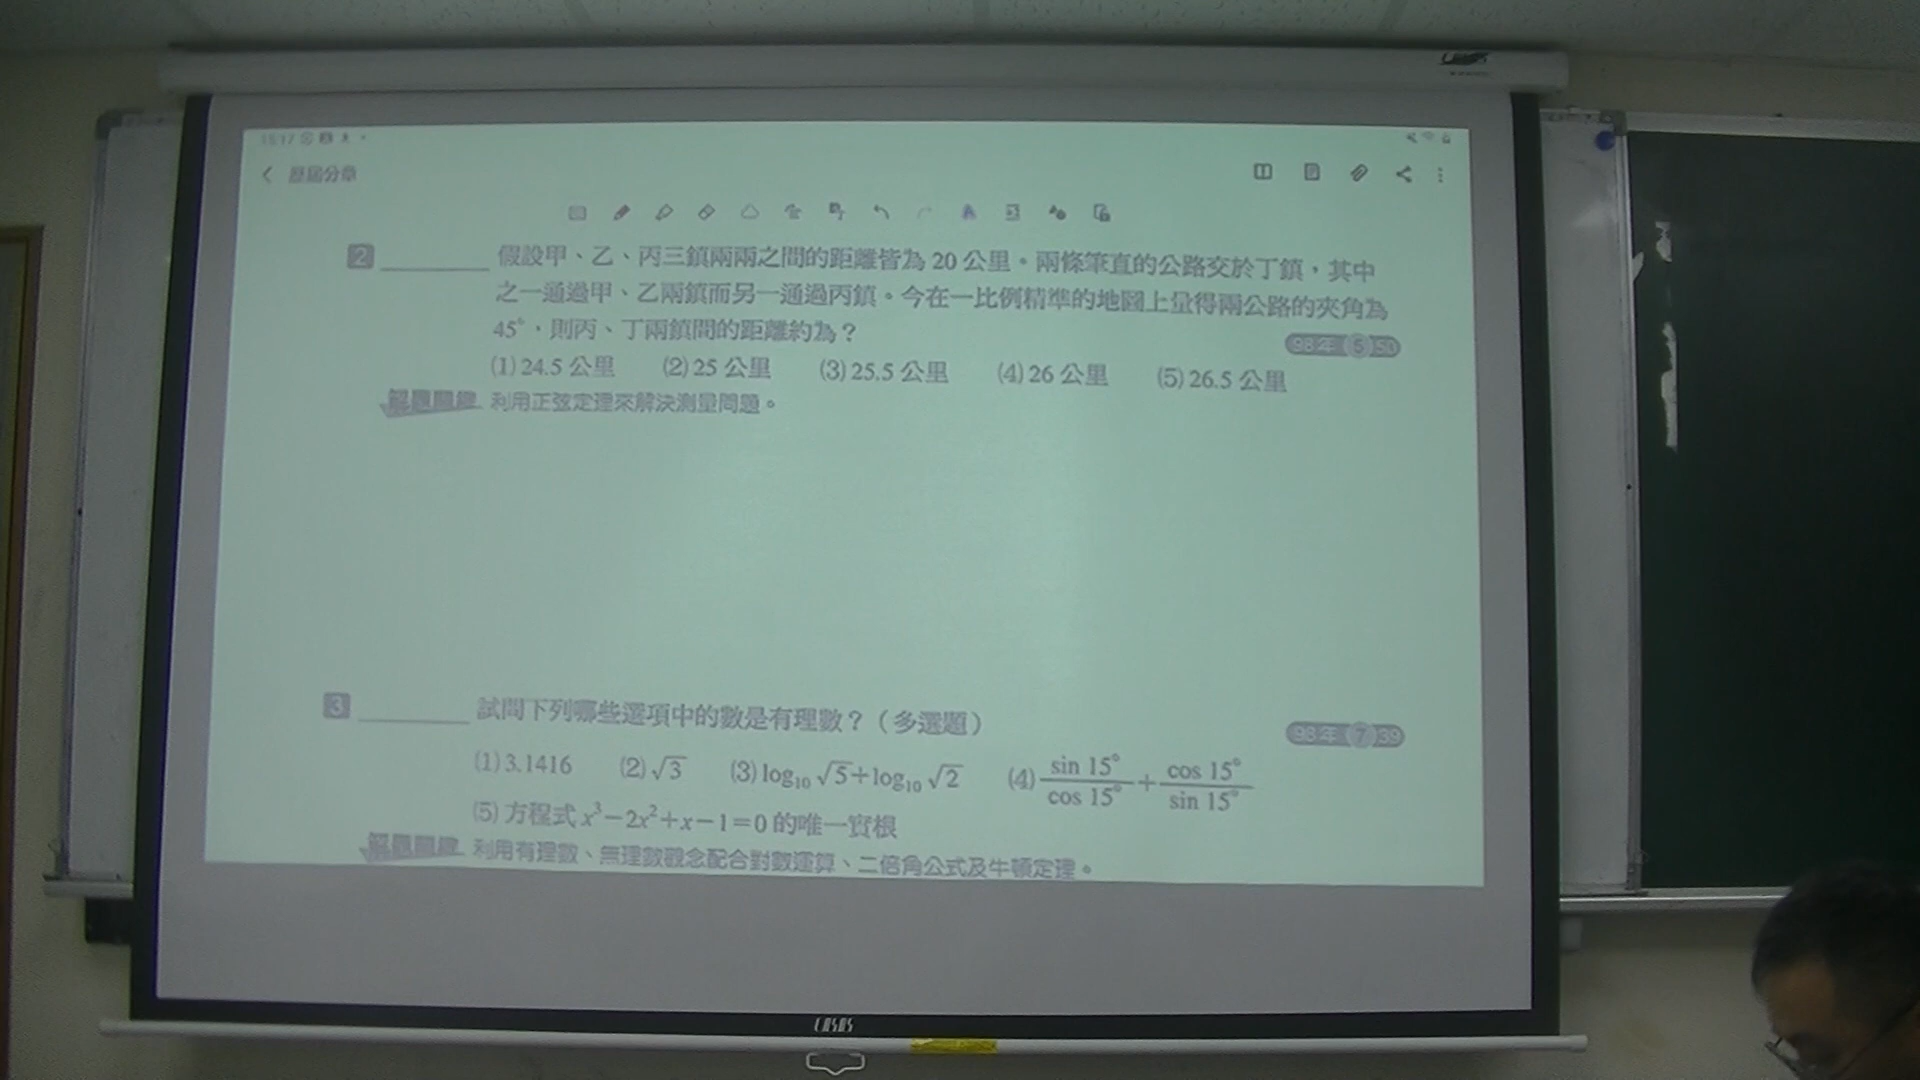 15:17
歷屆分章
2 ________ 假設甲、乙、丙三鎮兩兩之間的距離皆為 20 公里。兩條筆直的公路交於丁鎮，其中
之一通過甲、乙兩鎮而另一通過丙鎮。今在一比例精準的地圖上量得兩公路的夾角為
45°，則丙、丁兩鎮間的距離約為？
98 年 (5)50
(1) 24.5 公里 (2) 25 公里 (3) 25.5 公里 (4) 26 公里 (5) 26.5 公里
解題關鍵 利用正弦定理來解決測量問題。
3 ________ 試問下列哪些選項中的數是有理數？（多選題）
98 年 (7)39
(1) 3.1416 (2) √3 (3) log₁₀ √5 + log₁₀ √2 (4) sin 15°/cos 15° + cos 15°/sin 15°
(5) 方程式 x³−2x²+x−1=0 的唯一實根
解題關鍵 利用有理數、無理數觀念配合對數運算、二倍角公式及牛頓定理。